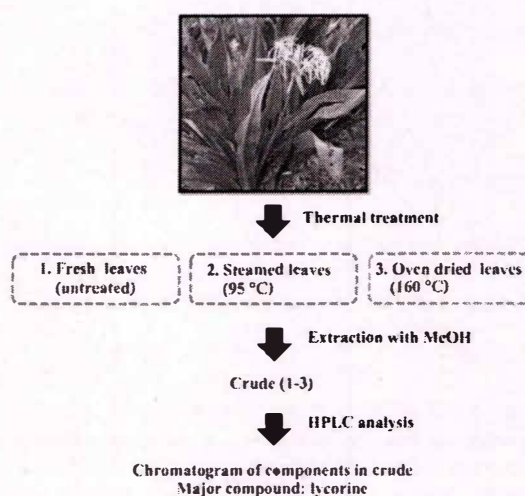 Thermal treatment
1. Fresh leaves
(untreated)
2. Steamed leaves
(95 °C)
3. Oven dried leaves
(160 °C)
Extraction with MeOH
Crude (1-3)
HPLC analysis
Chromatogram of components in crude
Major compound: lycorine